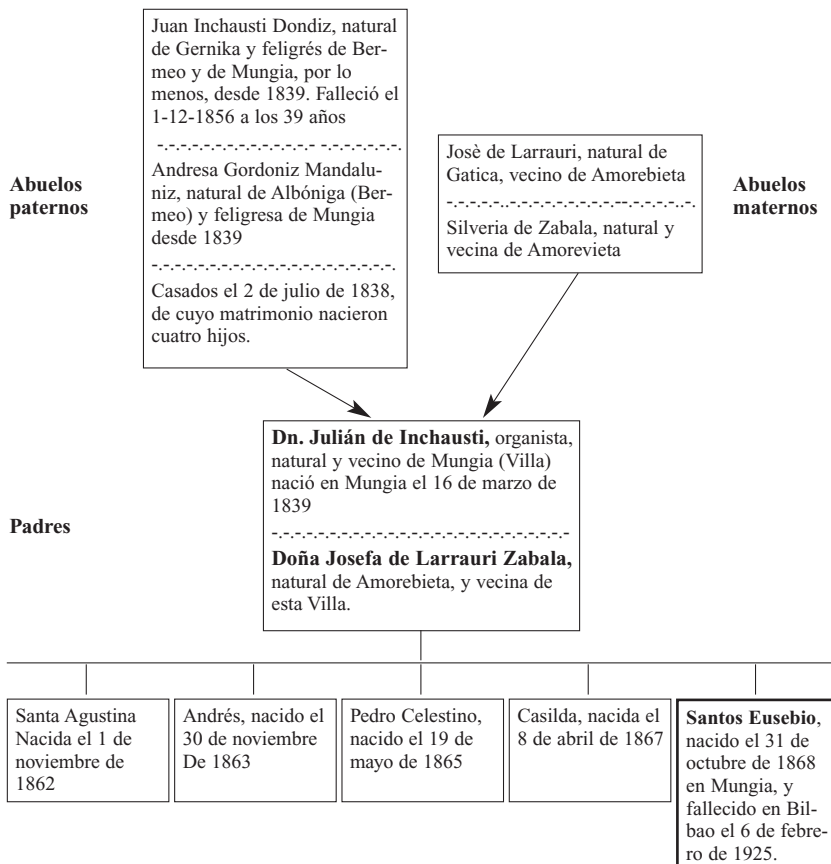 Juan Inchausti Dondiz, natural
de Gernika y feligrés de Ber-
meo y de Mungia, por lo
menos, desde 1839. Falleció el
1-12-1856 a los 39 años
-.-.-.-.-.-.-.-.-.-.-.-.-.-.- -.-.-.-.-.-.-.
Abuelos
paternos
Andresa Gordoniz Mandalu-
niz, natural de Albóniga (Ber-
meo) y feligresa de Mungia
desde 1839
-.-.-.-.-.-.-.-.-.-.-.-.-.-.-.-.-.-.-.-.-.-.
Casados el 2 de julio de 1838,
de cuyo matrimonio nacieron
cuatro hijos.
Josè de Larrauri, natural de
Gatica, vecino de Amorebieta
-.-.-.-.-..-.-.-.-.-.-.-.-.-.--.-.-.-.-..-.
Silveria de Zabala, natural y
vecina de Amorevieta
Abuelos
maternos
Dn. Julián de Inchausti, organista,
natural y vecino de Mungia (Villa)
nació en Mungia el 16 de marzo de
1839
-.-.-.-.-.-.-.-.-.-.-.-.-.-.-.-.-.-.-.-.-.-.-.-.-.-.-
Doña Josefa de Larrauri Zabala,
natural de Amorebieta, y vecina de
esta Villa.
Padres
Santa Agustina
Nacida el 1 de
noviembre de
1862
Andrés, nacido el
30 de noviembre
De 1863
Pedro Celestino,
nacido el 19 de
mayo de 1865
Casilda, nacida el
8 de abril de 1867
Santos Eusebio,
nacido el 31 de
octubre de 1868
en Mungia, y
fallecido en Bil-
bao el 6 de febre-
ro de 1925.